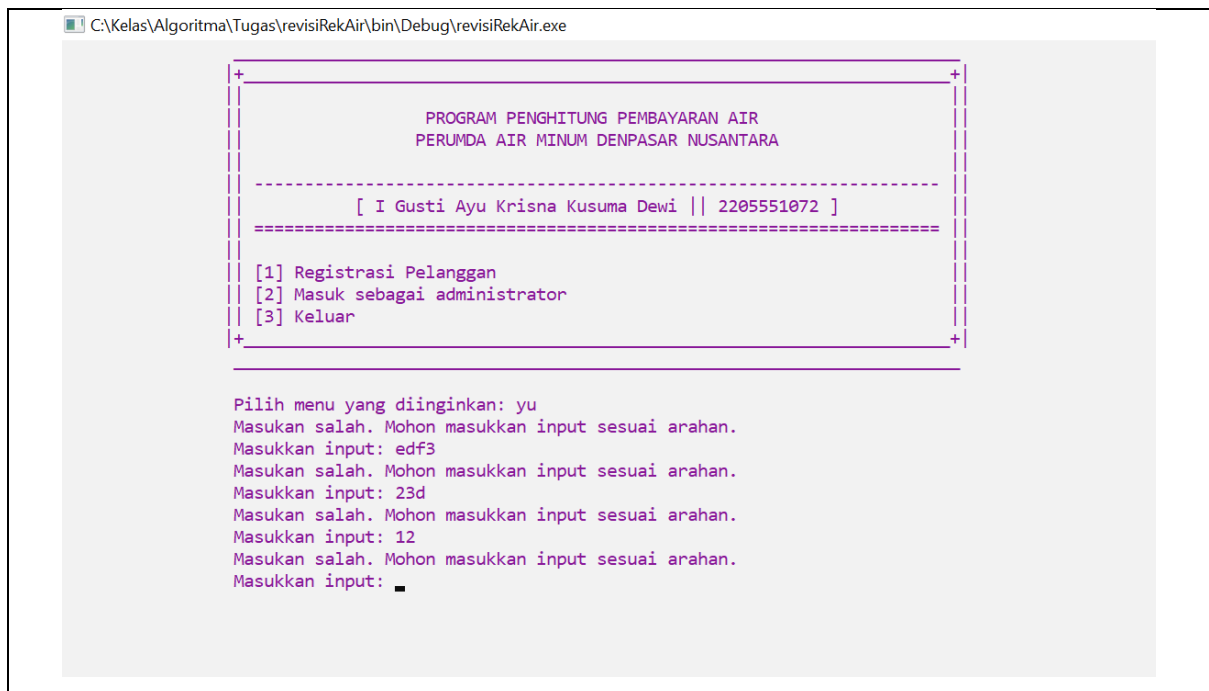 C:\Kelas\Algoritma\Tugas\revisiRekAir\bin\Debug\revisiRekAir.exe
PROGRAM PENGHITUNG PEMBAYARAN AIR
PERUMDA AIR MINUM DENPASAR NUSANTARA
--------------------------------------------------------------------
[ I Gusti Ayu Krisna Kusuma Dewi || 2205551072 ]
====================================================================
[1] Registrasi Pelanggan
[2] Masuk sebagai administrator
[3] Keluar
Pilih menu yang diinginkan: yu
Masukan salah. Mohon masukkan input sesuai arahan.
Masukkan input: edf3
Masukan salah. Mohon masukkan input sesuai arahan.
Masukkan input: 23d
Masukan salah. Mohon masukkan input sesuai arahan.
Masukkan input: 12
Masukan salah. Mohon masukkan input sesuai arahan.
Masukkan input: